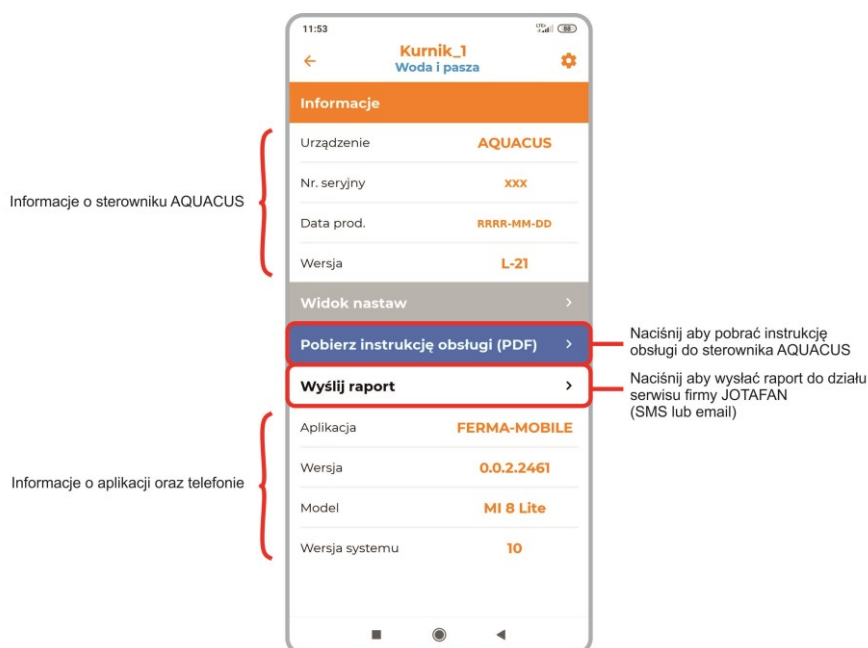 11:53
68
Kurnik_1
Woda i pasza
Informacje
Urządzenie AQUACUS
Nr. seryjny xxx
Data prod. RRRR-MM-DD
Wersja L-21
Informacje o sterowniku AQUACUS
Widok nastaw
Pobierz instrukcję obsługi (PDF)
Naciśnij aby pobrać instrukcję
obsługi do sterownika AQUACUS
Wyślij raport
Naciśnij aby wysłać raport do działu
serwisu firmy JOTAFAN
(SMS lub email)
Aplikacja FERMA-MOBILE
Wersja 0.0.2.2461
Model MI 8 Lite
Wersja systemu 10
Informacje o aplikacji oraz telefonie